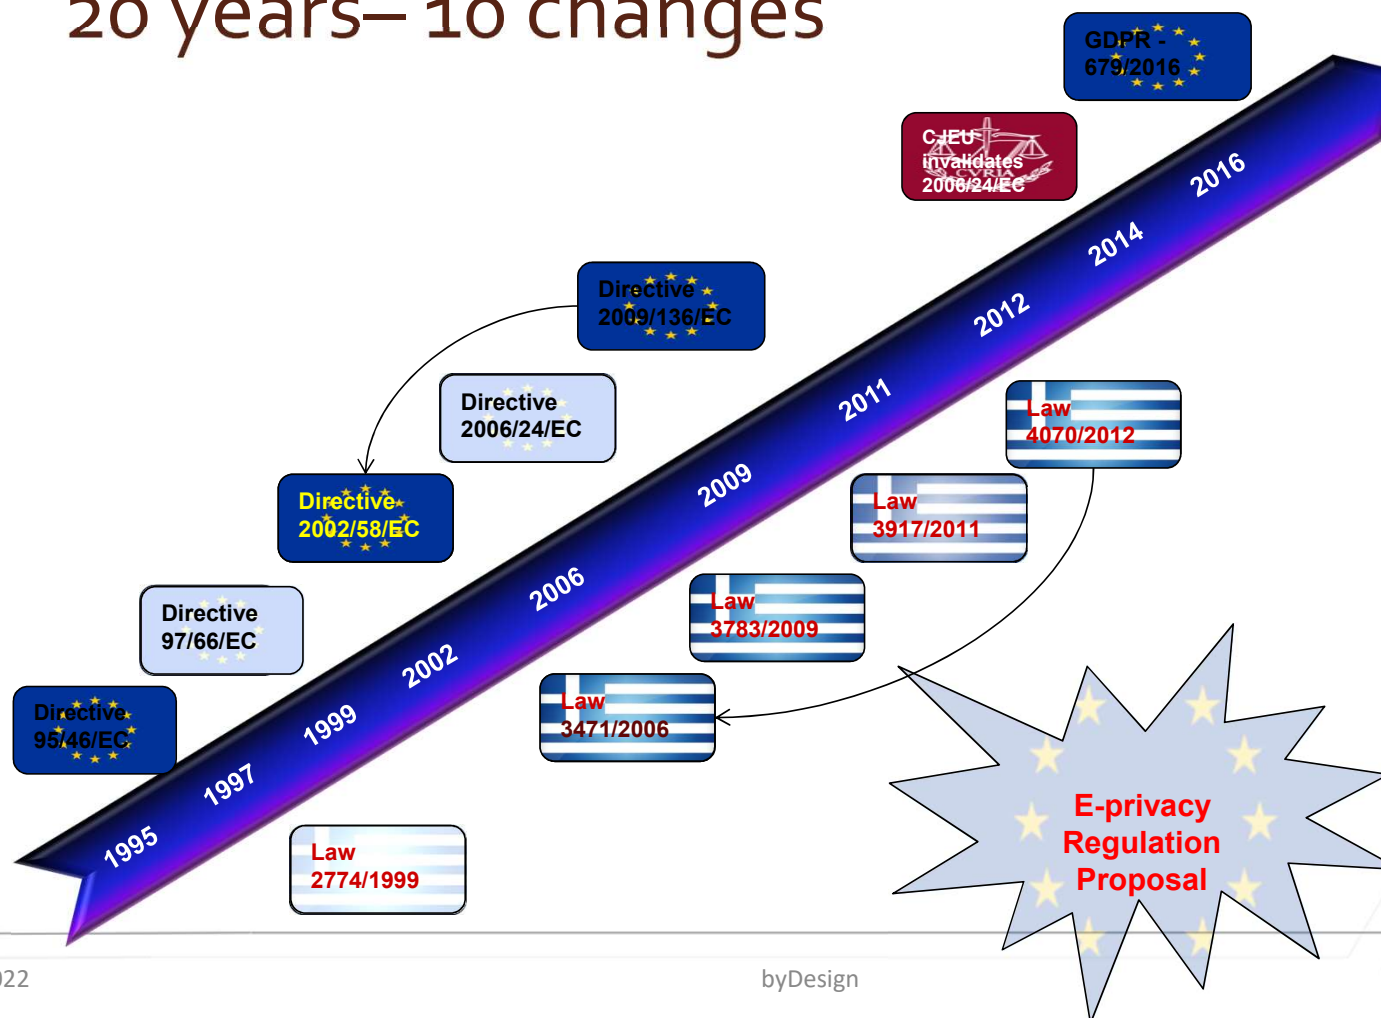 20 years– 10 changes
GDPR -
679/2016
CJEU
invalidates
CVRIA
2006/24/EC
2016
2014
2012
2011
2009
2006
2002
1999
1997
1995
Directive
2009/136/EC
Directive
2006/24/EC
Directive
2002/58/EC
Directive
97/66/EC
Directive
95/46/EC
Law
4070/2012
Law
3917/2011
Law
3783/2009
Law
3471/2006
Law
2774/1999
E-privacy
Regulation
Proposal
022
byDesign